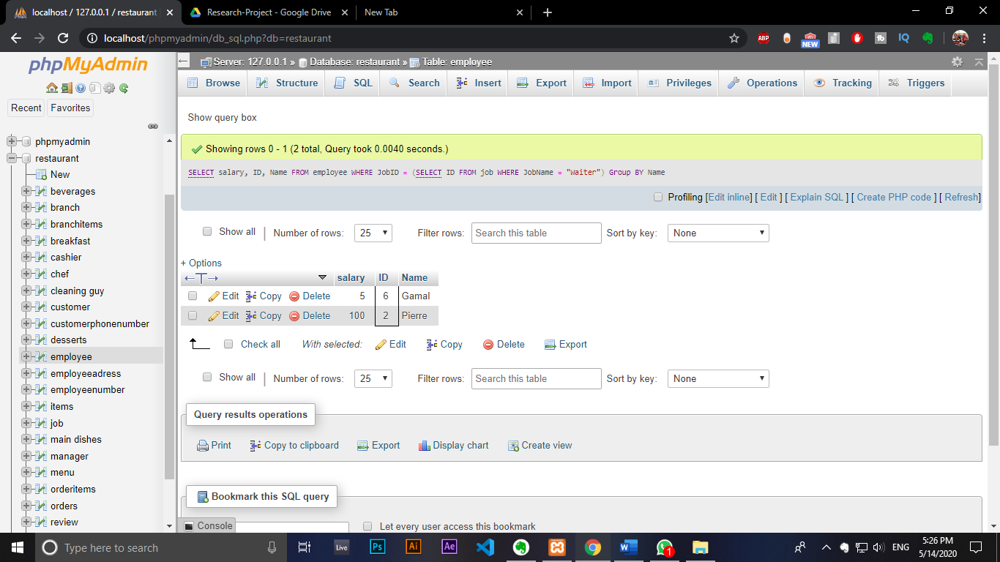 localhost / 127.0.0.1 / restaurant
Research-Project - Google Drive
New Tab
localhost/phpmyadmin/db_sql.php?db=restaurant
ABP
NEW
IQ
phpMyAdmin
Recent
Favorites
phpmyadmin
restaurant
New
beverages
branch
branchitems
breakfast
cashier
chef
cleaning guy
customer
customerphonenumber
desserts
employee
employeeadress
employeenumber
items
job
main dishes
manager
menu
orderitems
orders
review
Server: 127.0.0.1 » Database: restaurant » Table: employee
Browse Structure SQL Search Insert Export Import Privileges Operations Tracking Triggers
Show query box
Showing rows 0 - 1 (2 total, Query took 0.0040 seconds.)
SELECT salary, ID, Name FROM employee WHERE JobID = (SELECT ID FROM job WHERE JobName = "Waiter") Group BY Name
Profiling [Edit inline] [ Edit ] [ Explain SQL ] [ Create PHP code ] [ Refresh]
Show all | Number of rows: 25 Filter rows: Search this table Sort by key: None
+ Options
←T→ salary ID Name
Edit Copy Delete 5 6 Gamal
Edit Copy Delete 100 2 Pierre
Check all With selected: Edit Copy Delete Export
Show all | Number of rows: 25 Filter rows: Search this table Sort by key: None
Query results operations
Print Copy to clipboard Export Display chart Create view
Bookmark this SQL query
Console
Let every user access this bookmark
Type here to search
Live
Ps
Ai
Ae
1
ENG
5:26 PM
5/14/2020